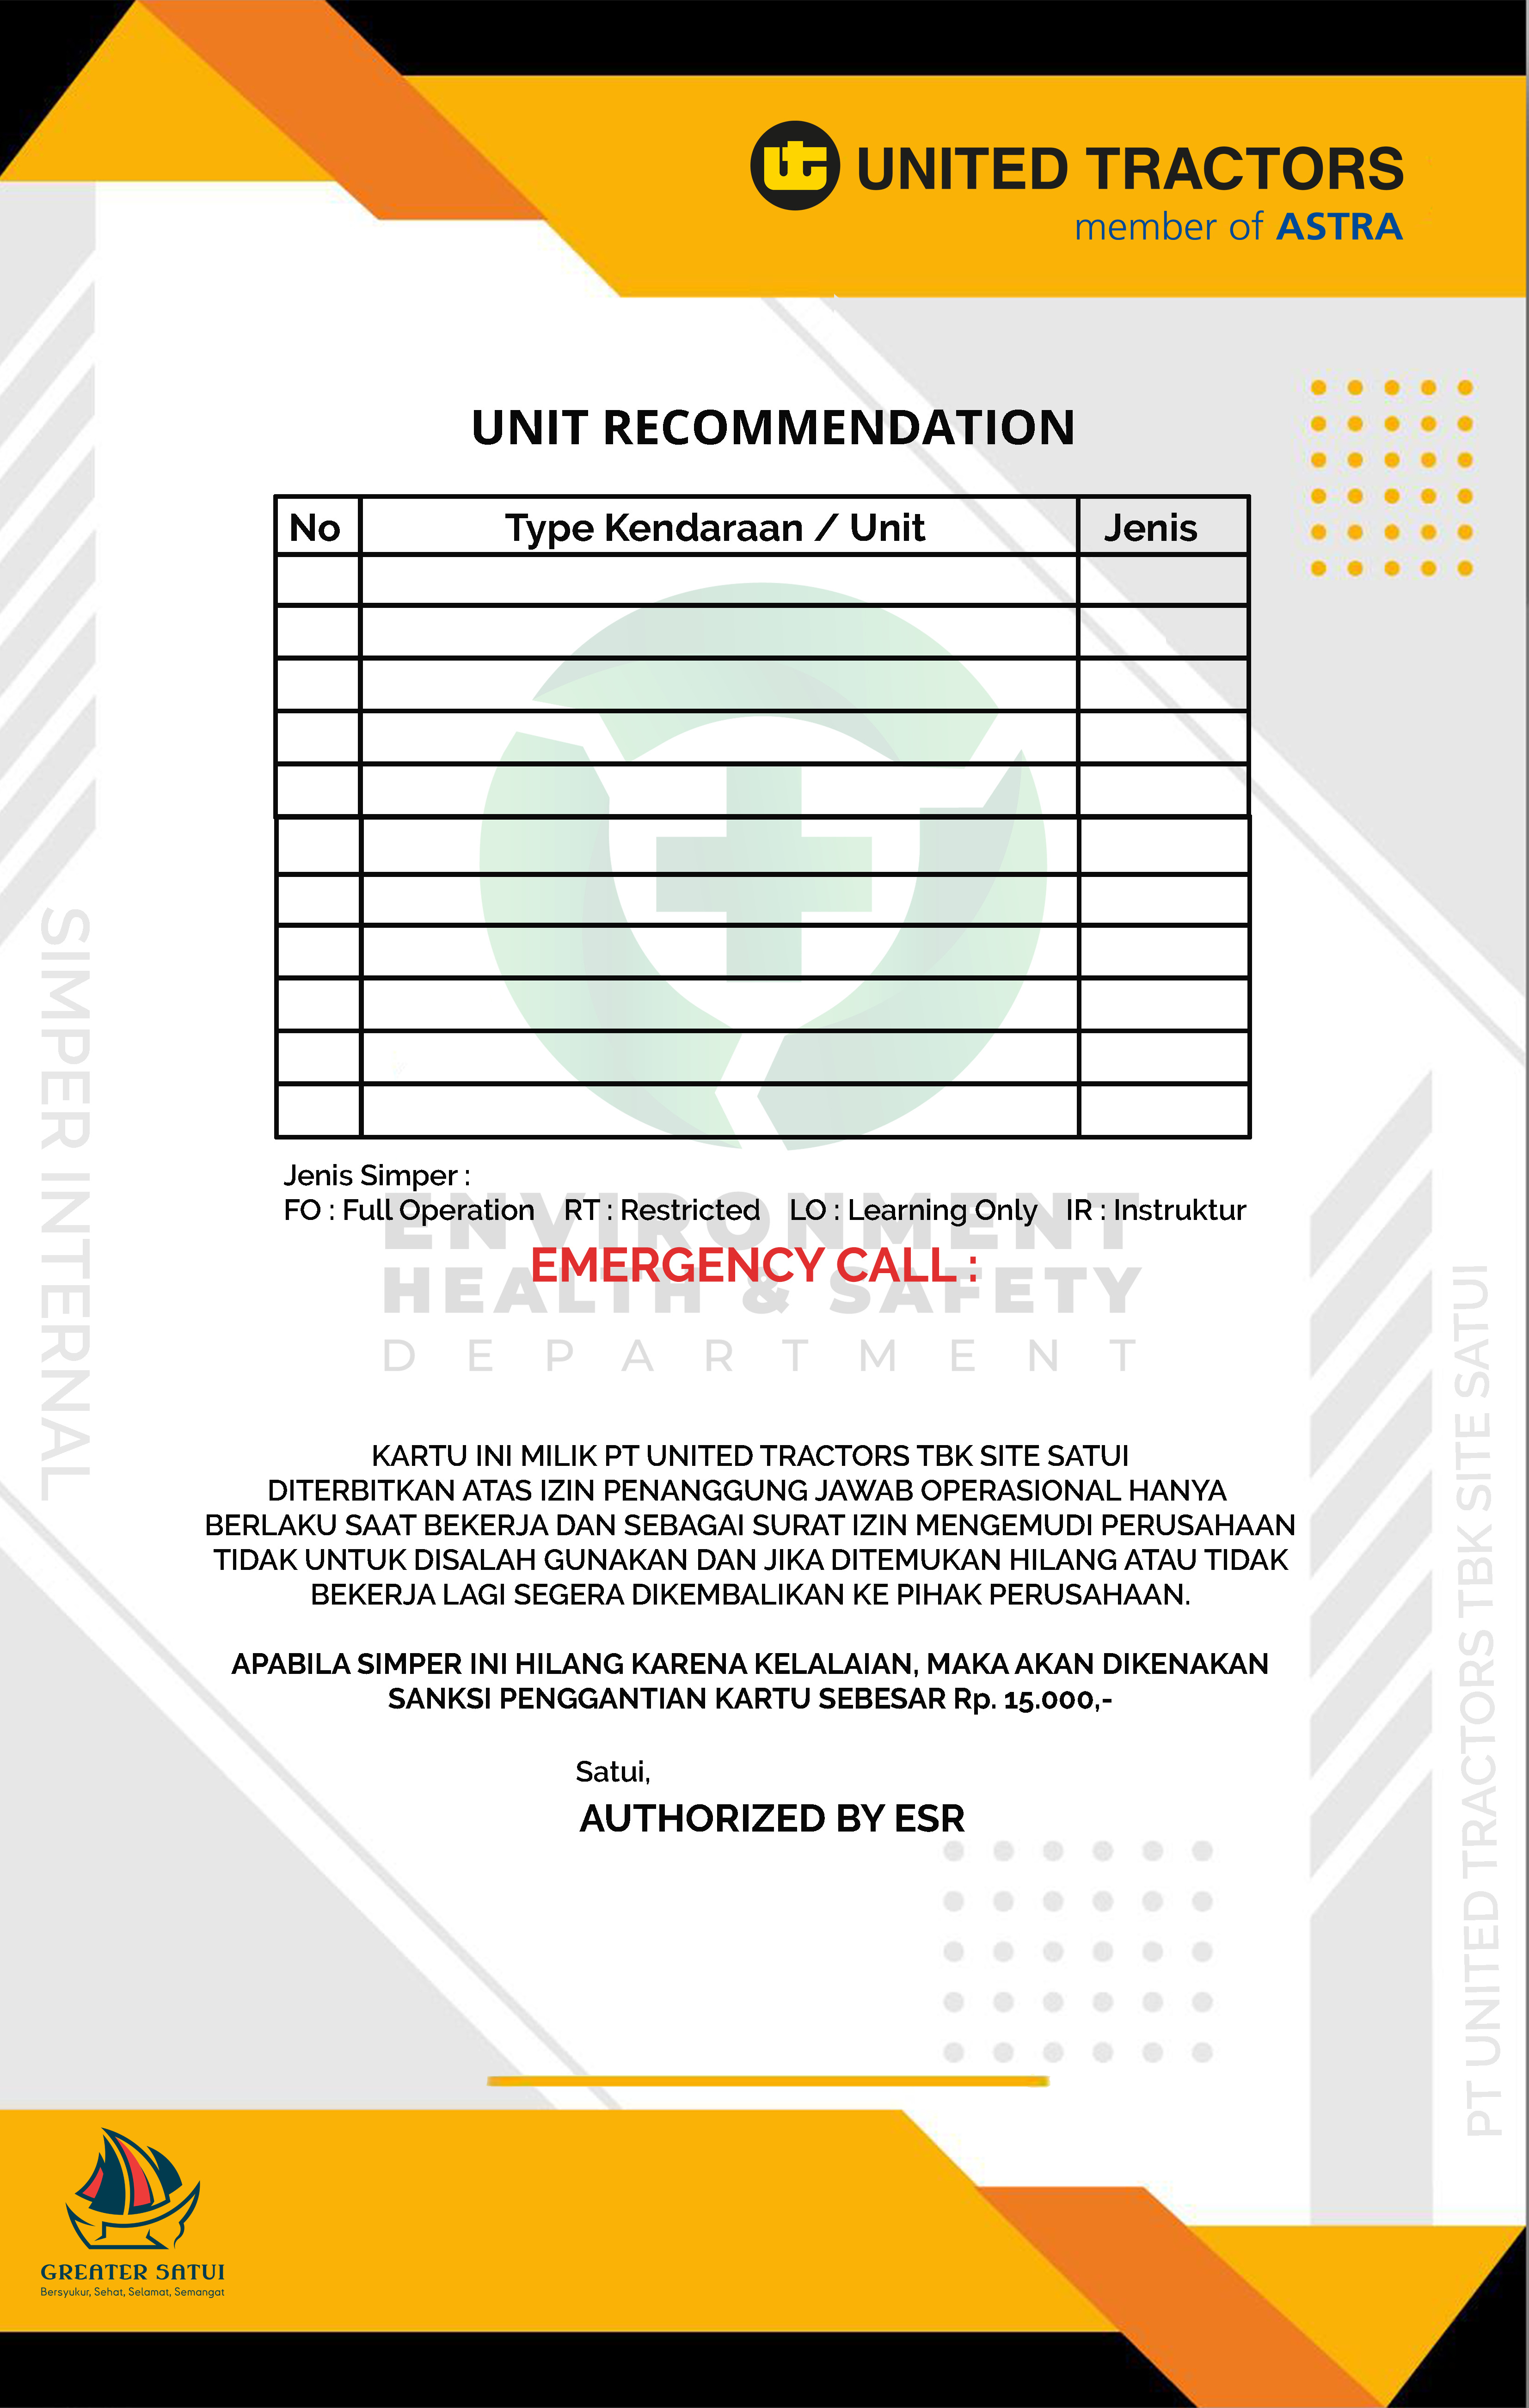 ut UNITED TRACTORS
member of ASTRA
UNIT RECOMMENDATION
No Type Kendaraan / Unit Jenis
Jenis Simper :
FO : Full Operation RT : Restricted LO : Learning Only IR : Instruktur
EMERGENCY CALL :
ENVIRONMENT
HEALTH & SAFETY
DEPARTMENT
KARTU INI MILIK PT UNITED TRACTORS TBK SITE SATUI
DITERBITKAN ATAS IZIN PENANGGUNG JAWAB OPERASIONAL HANYA
BERLAKU SAAT BEKERJA DAN SEBAGAI SURAT IZIN MENGEMUDI PERUSAHAAN
TIDAK UNTUK DISALAH GUNAKAN DAN JIKA DITEMUKAN HILANG ATAU TIDAK
BEKERJA LAGI SEGERA DIKEMBALIKAN KE PIHAK PERUSAHAAN.
APABILA SIMPER INI HILANG KARENA KELALAIAN, MAKA AKAN DIKENAKAN
SANKSI PENGGANTIAN KARTU SEBESAR Rp. 15.000,-
Satui,
AUTHORIZED BY ESR
SIMPER INTERNAL
PT UNITED TRACTORS TBK SITE SATUI
GREATER SATUI
Bersyukur, Sehat, Selamat, Semangat